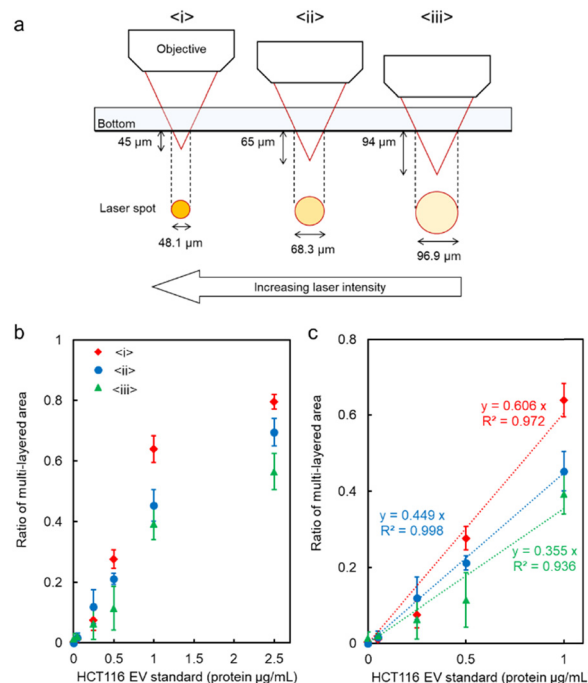 a
<i>
<ii>
<iii>
Objective
Bottom
45 μm
65 μm
94 μm
Laser spot
48.1 μm
68.3 μm
96.9 μm
Increasing laser intensity
b
Ratio of multi-layered area
1
0.8
0.6
0.4
0.2
0
<i>
<ii>
<iii>
0 0.5 1.0 1.5 2.0 2.5
HCT116 EV standard (protein μg/mL)
c
Ratio of multi-layered area
0.8
0.6
0.4
0.2
0
y = 0.606 x
R² = 0.972
y = 0.449 x
R² = 0.998
y = 0.355 x
R² = 0.936
0 0.5 1
HCT116 EV standard (protein μg/mL)